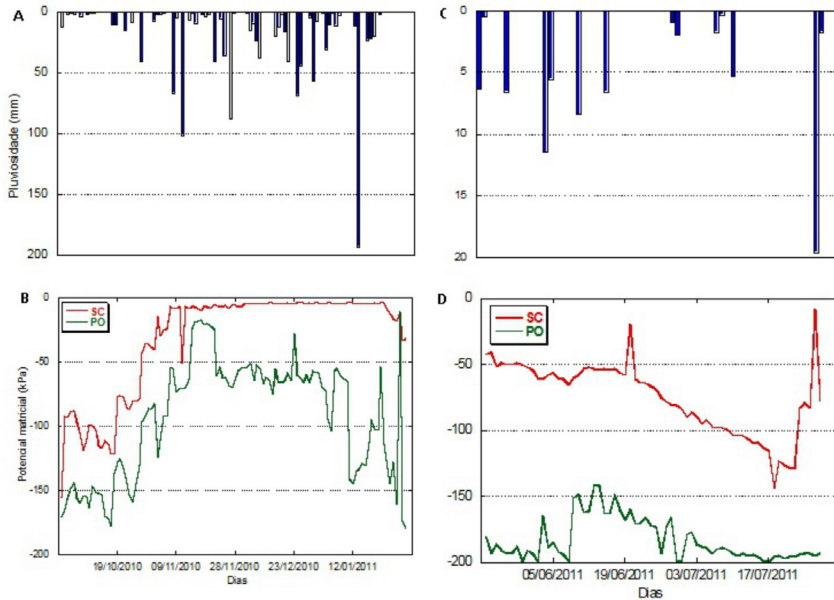 A
0
50
100
150
200
Pluviosidade (mm)
C
0
5
10
15
20
B
0
-50
-100
-150
-200
Potencial matricial (kPa)
SC
PO
19/10/2010 09/11/2010 28/11/2010 23/12/2010 12/01/2011
Dias
D
0
-50
-100
-150
-200
SC
PO
05/06/2011 19/06/2011 03/07/2011 17/07/2011
Dias